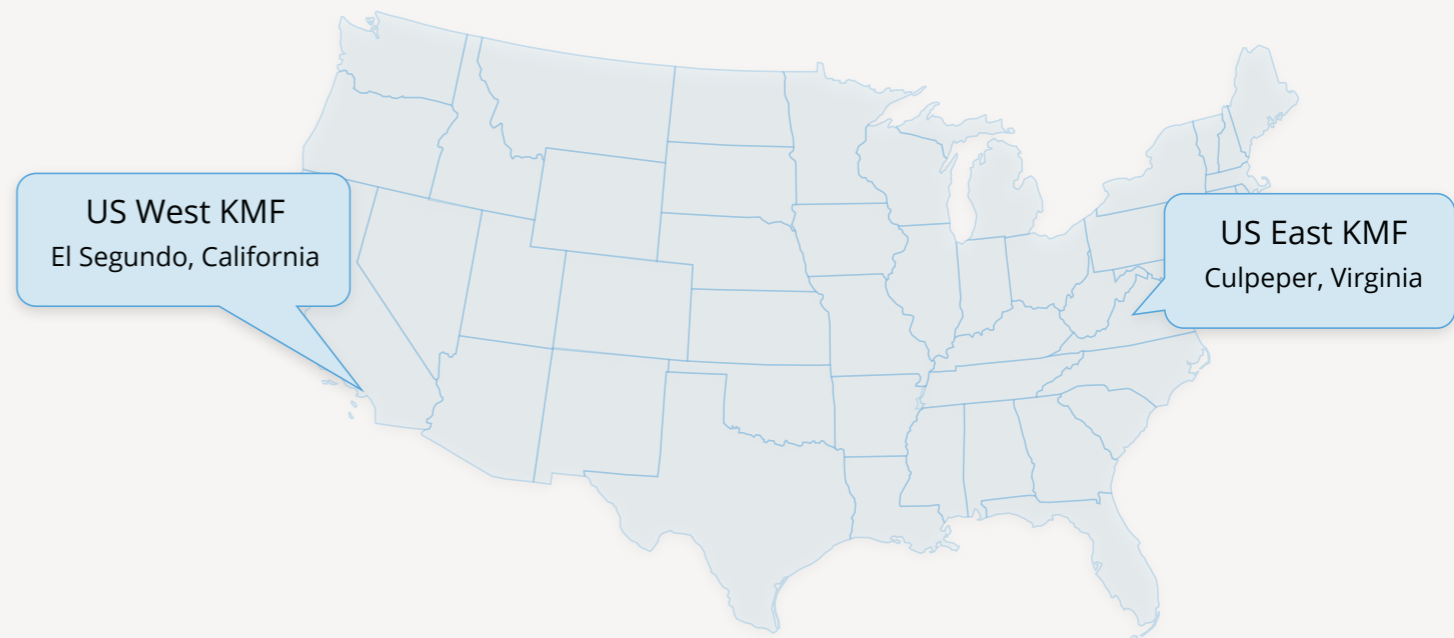 US West KMF
El Segundo, California
US East KMF
Culpeper, Virginia